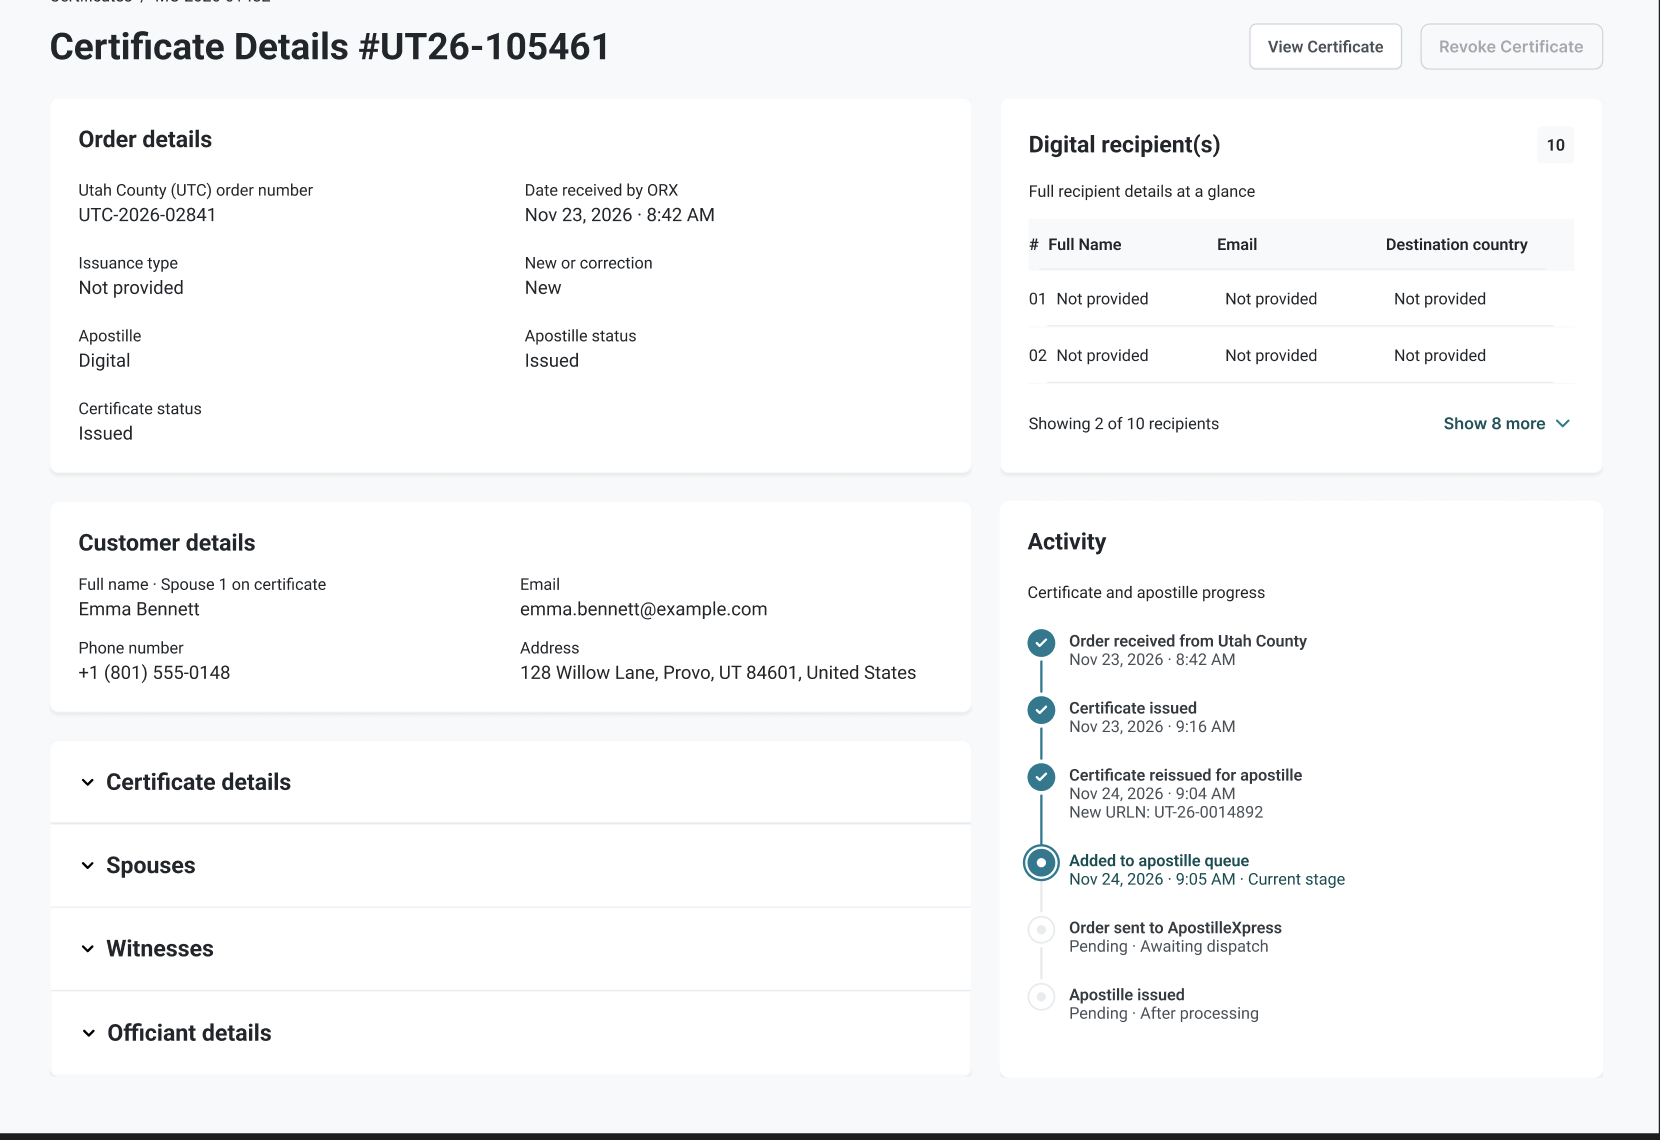 Certificate Details #UT26-105461
View Certificate
Revoke Certificate
Order details
Utah County (UTC) order number
UTC-2026-02841
Date received by ORX
Nov 23, 2026 · 8:42 AM
Issuance type
Not provided
New or correction
New
Apostille
Digital
Apostille status
Issued
Certificate status
Issued
Digital recipient(s)
10
Full recipient details at a glance
# Full Name Email Destination country
01 Not provided Not provided Not provided
02 Not provided Not provided Not provided
Showing 2 of 10 recipients
Show 8 more
Customer details
Full name · Spouse 1 on certificate
Emma Bennett
Email
emma.bennett@example.com
Phone number
+1 (801) 555-0148
Address
128 Willow Lane, Provo, UT 84601, United States
Certificate details
Spouses
Witnesses
Officiant details
Activity
Certificate and apostille progress
Order received from Utah County
Nov 23, 2026 · 8:42 AM
Certificate issued
Nov 23, 2026 · 9:16 AM
Certificate reissued for apostille
Nov 24, 2026 · 9:04 AM
New URLN: UT-26-0014892
Added to apostille queue
Nov 24, 2026 · 9:05 AM · Current stage
Order sent to ApostilleXpress
Pending · Awaiting dispatch
Apostille issued
Pending · After processing